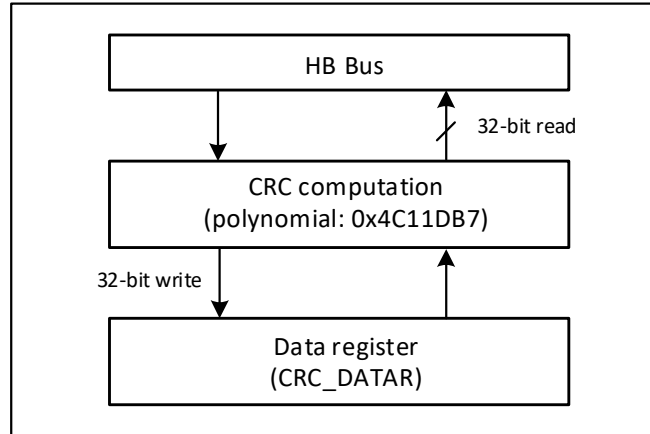 HB Bus
32-bit read
CRC computation
(polynomial: 0x4C11DB7)
32-bit write
Data register
(CRC_DATAR)